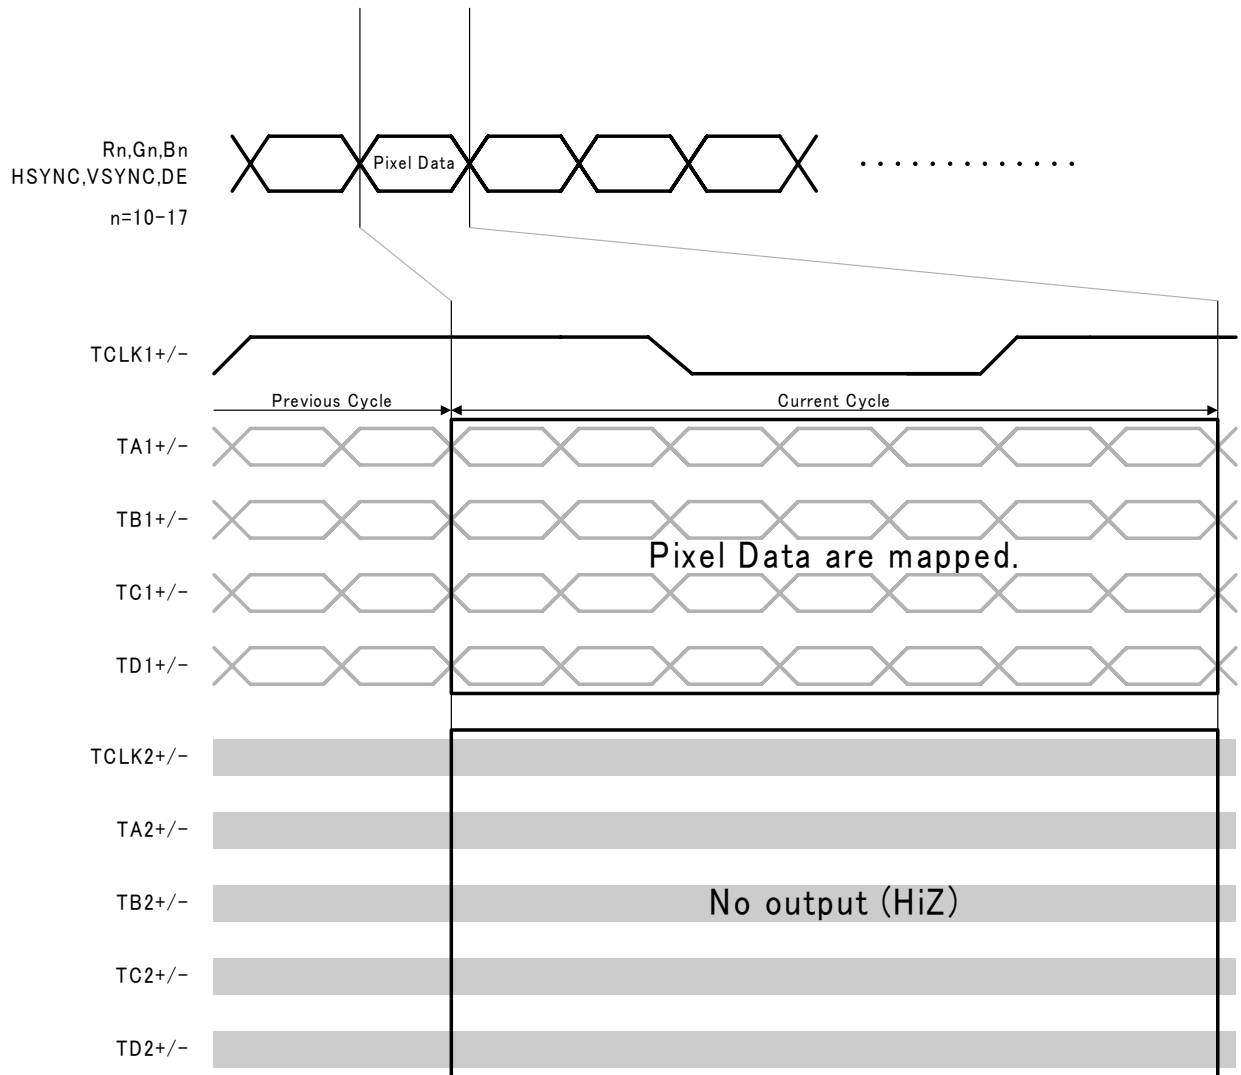 Rn,Gn,Bn
HSYNC,VSYNC,DE
n=10-17
Pixel Data
TCLK1+/-
Previous Cycle
Current Cycle
TA1+/-
TB1+/-
Pixel Data are mapped.
TC1+/-
TD1+/-
TCLK2+/-
TA2+/-
TB2+/-
No output (HiZ)
TC2+/-
TD2+/-